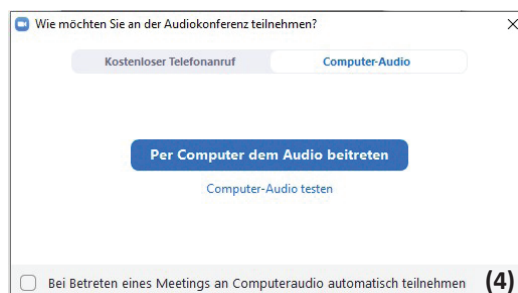 Wie möchten Sie an der Audiokonferenz teilnehmen?
Kostenloser Telefonanruf Computer-Audio
Per Computer dem Audio beitreten
Computer-Audio testen
Bei Betreten eines Meetings an Computeraudio automatisch teilnehmen (4)